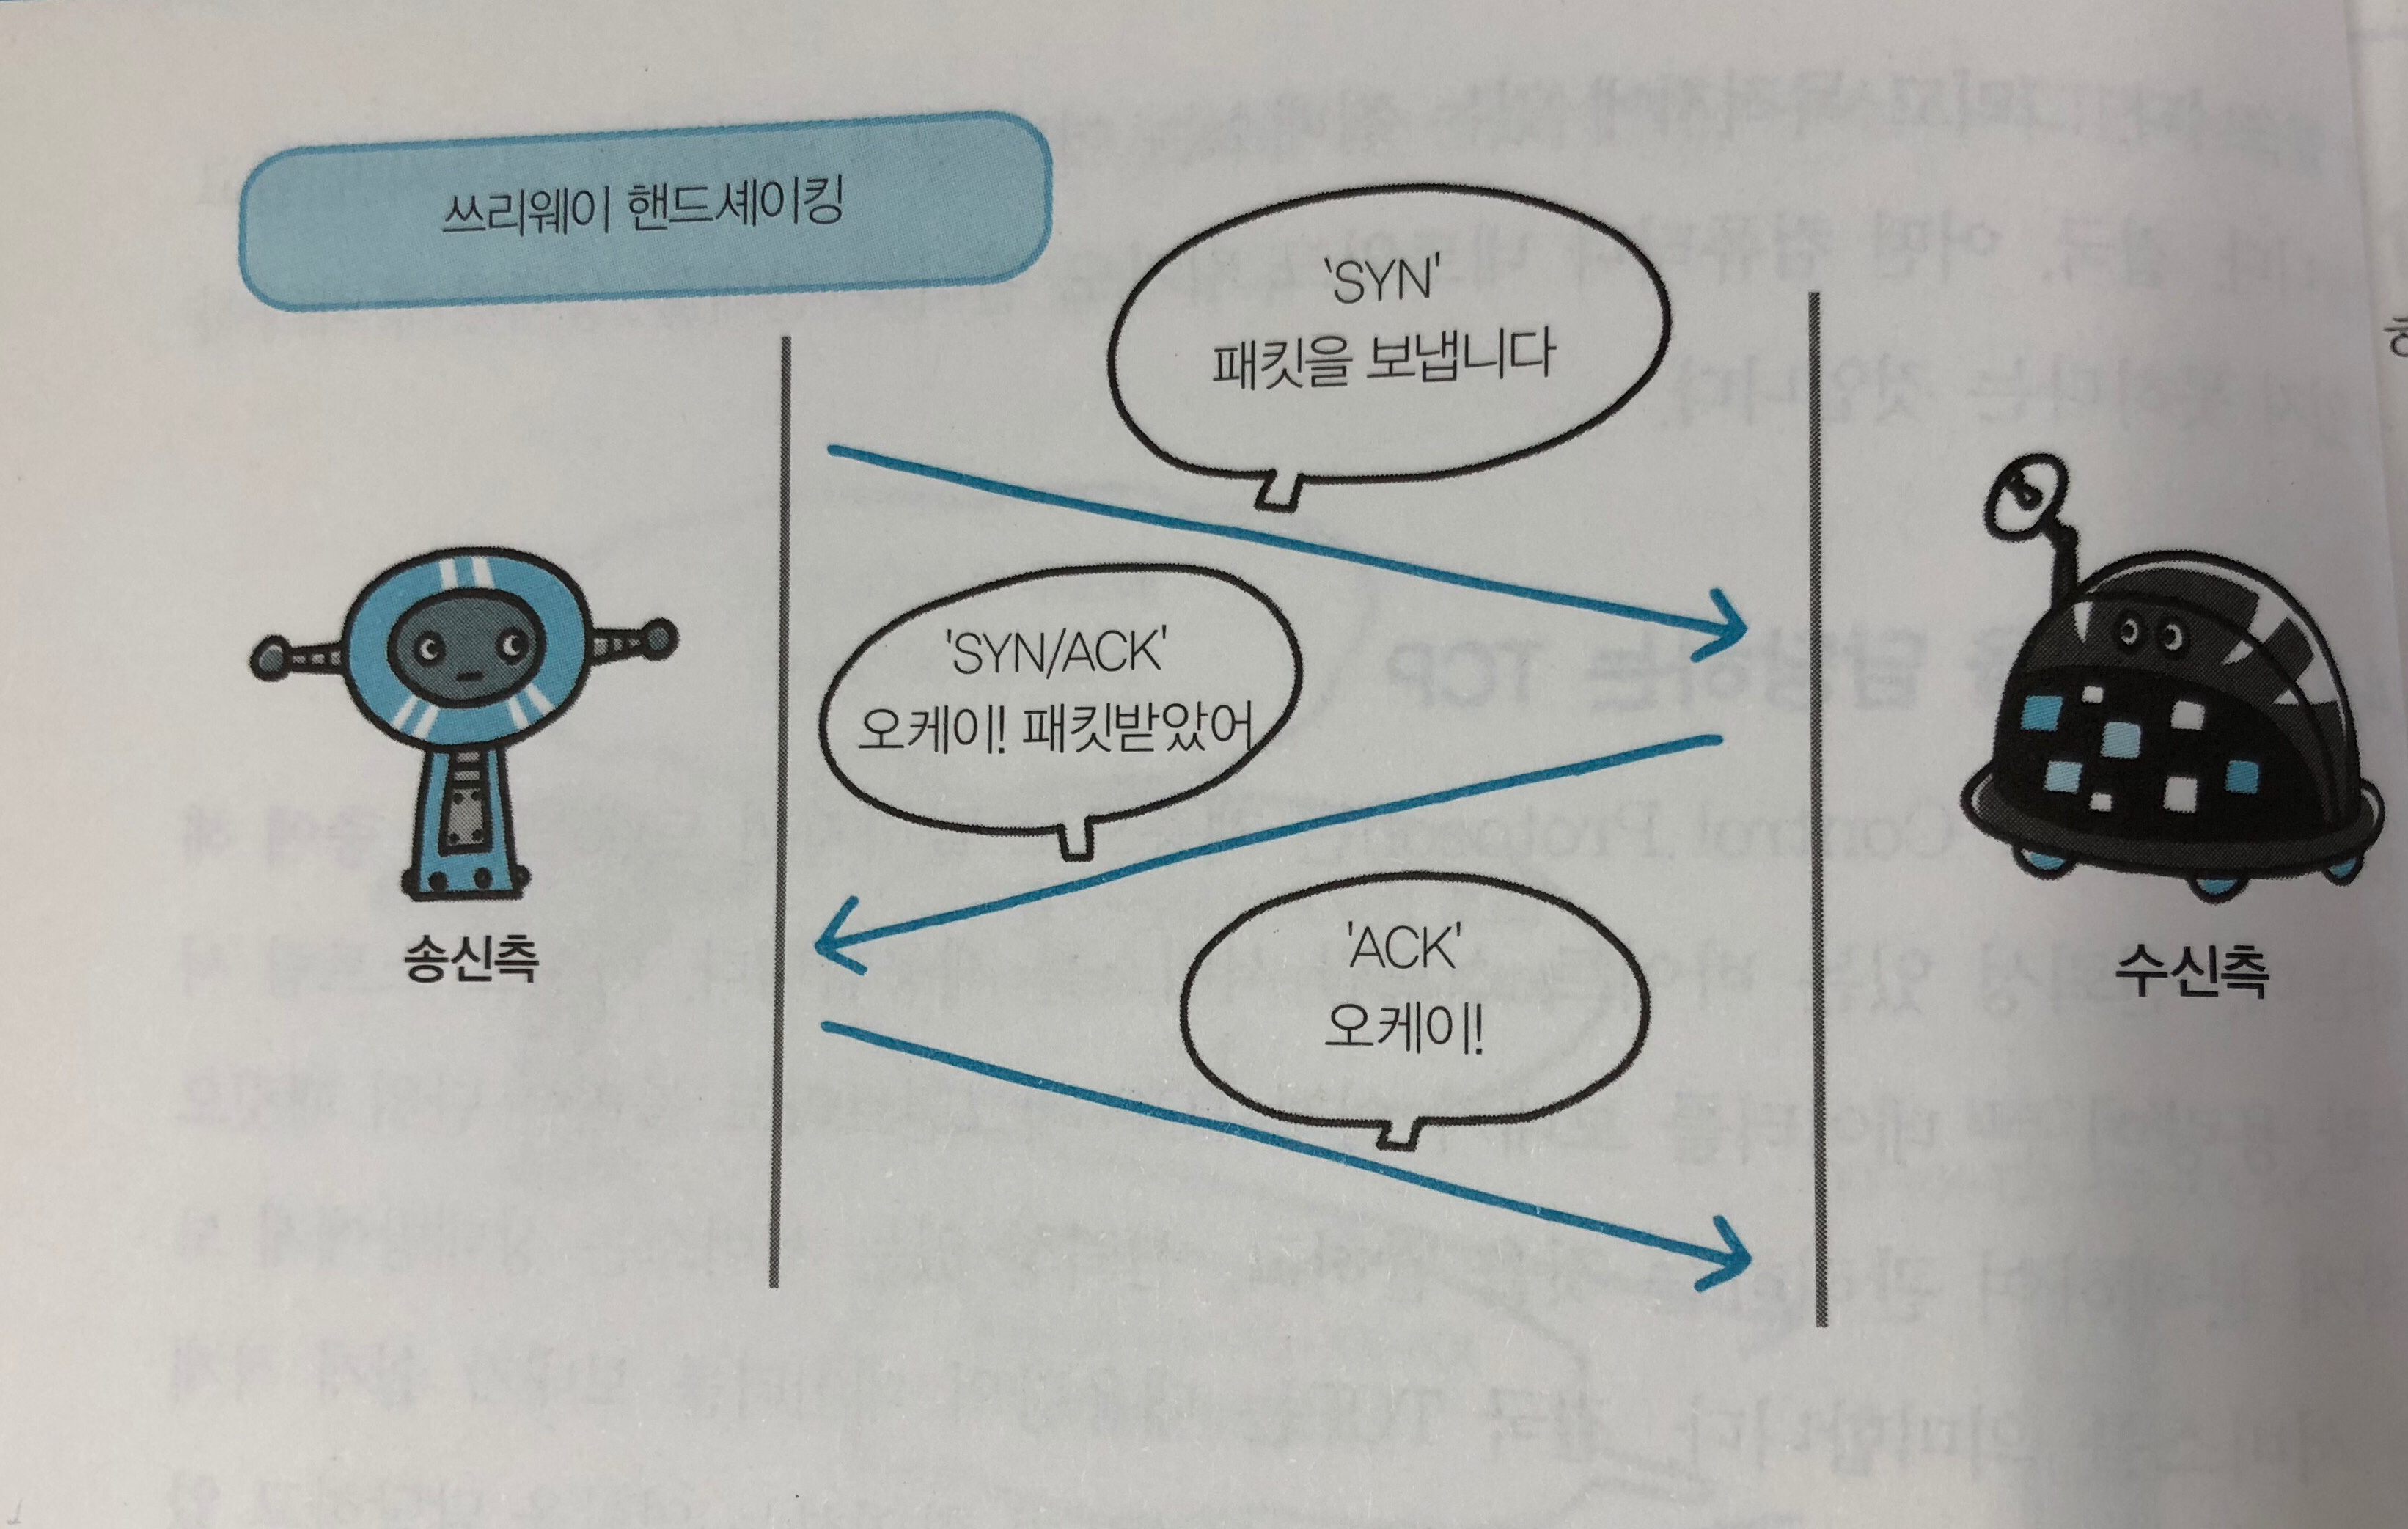 쓰리웨이 핸드셰이킹
'SYN'
패킷을 보냅니다
'SYN/ACK'
오케이! 패킷받았어
'ACK'
오케이!
송신측
수신측